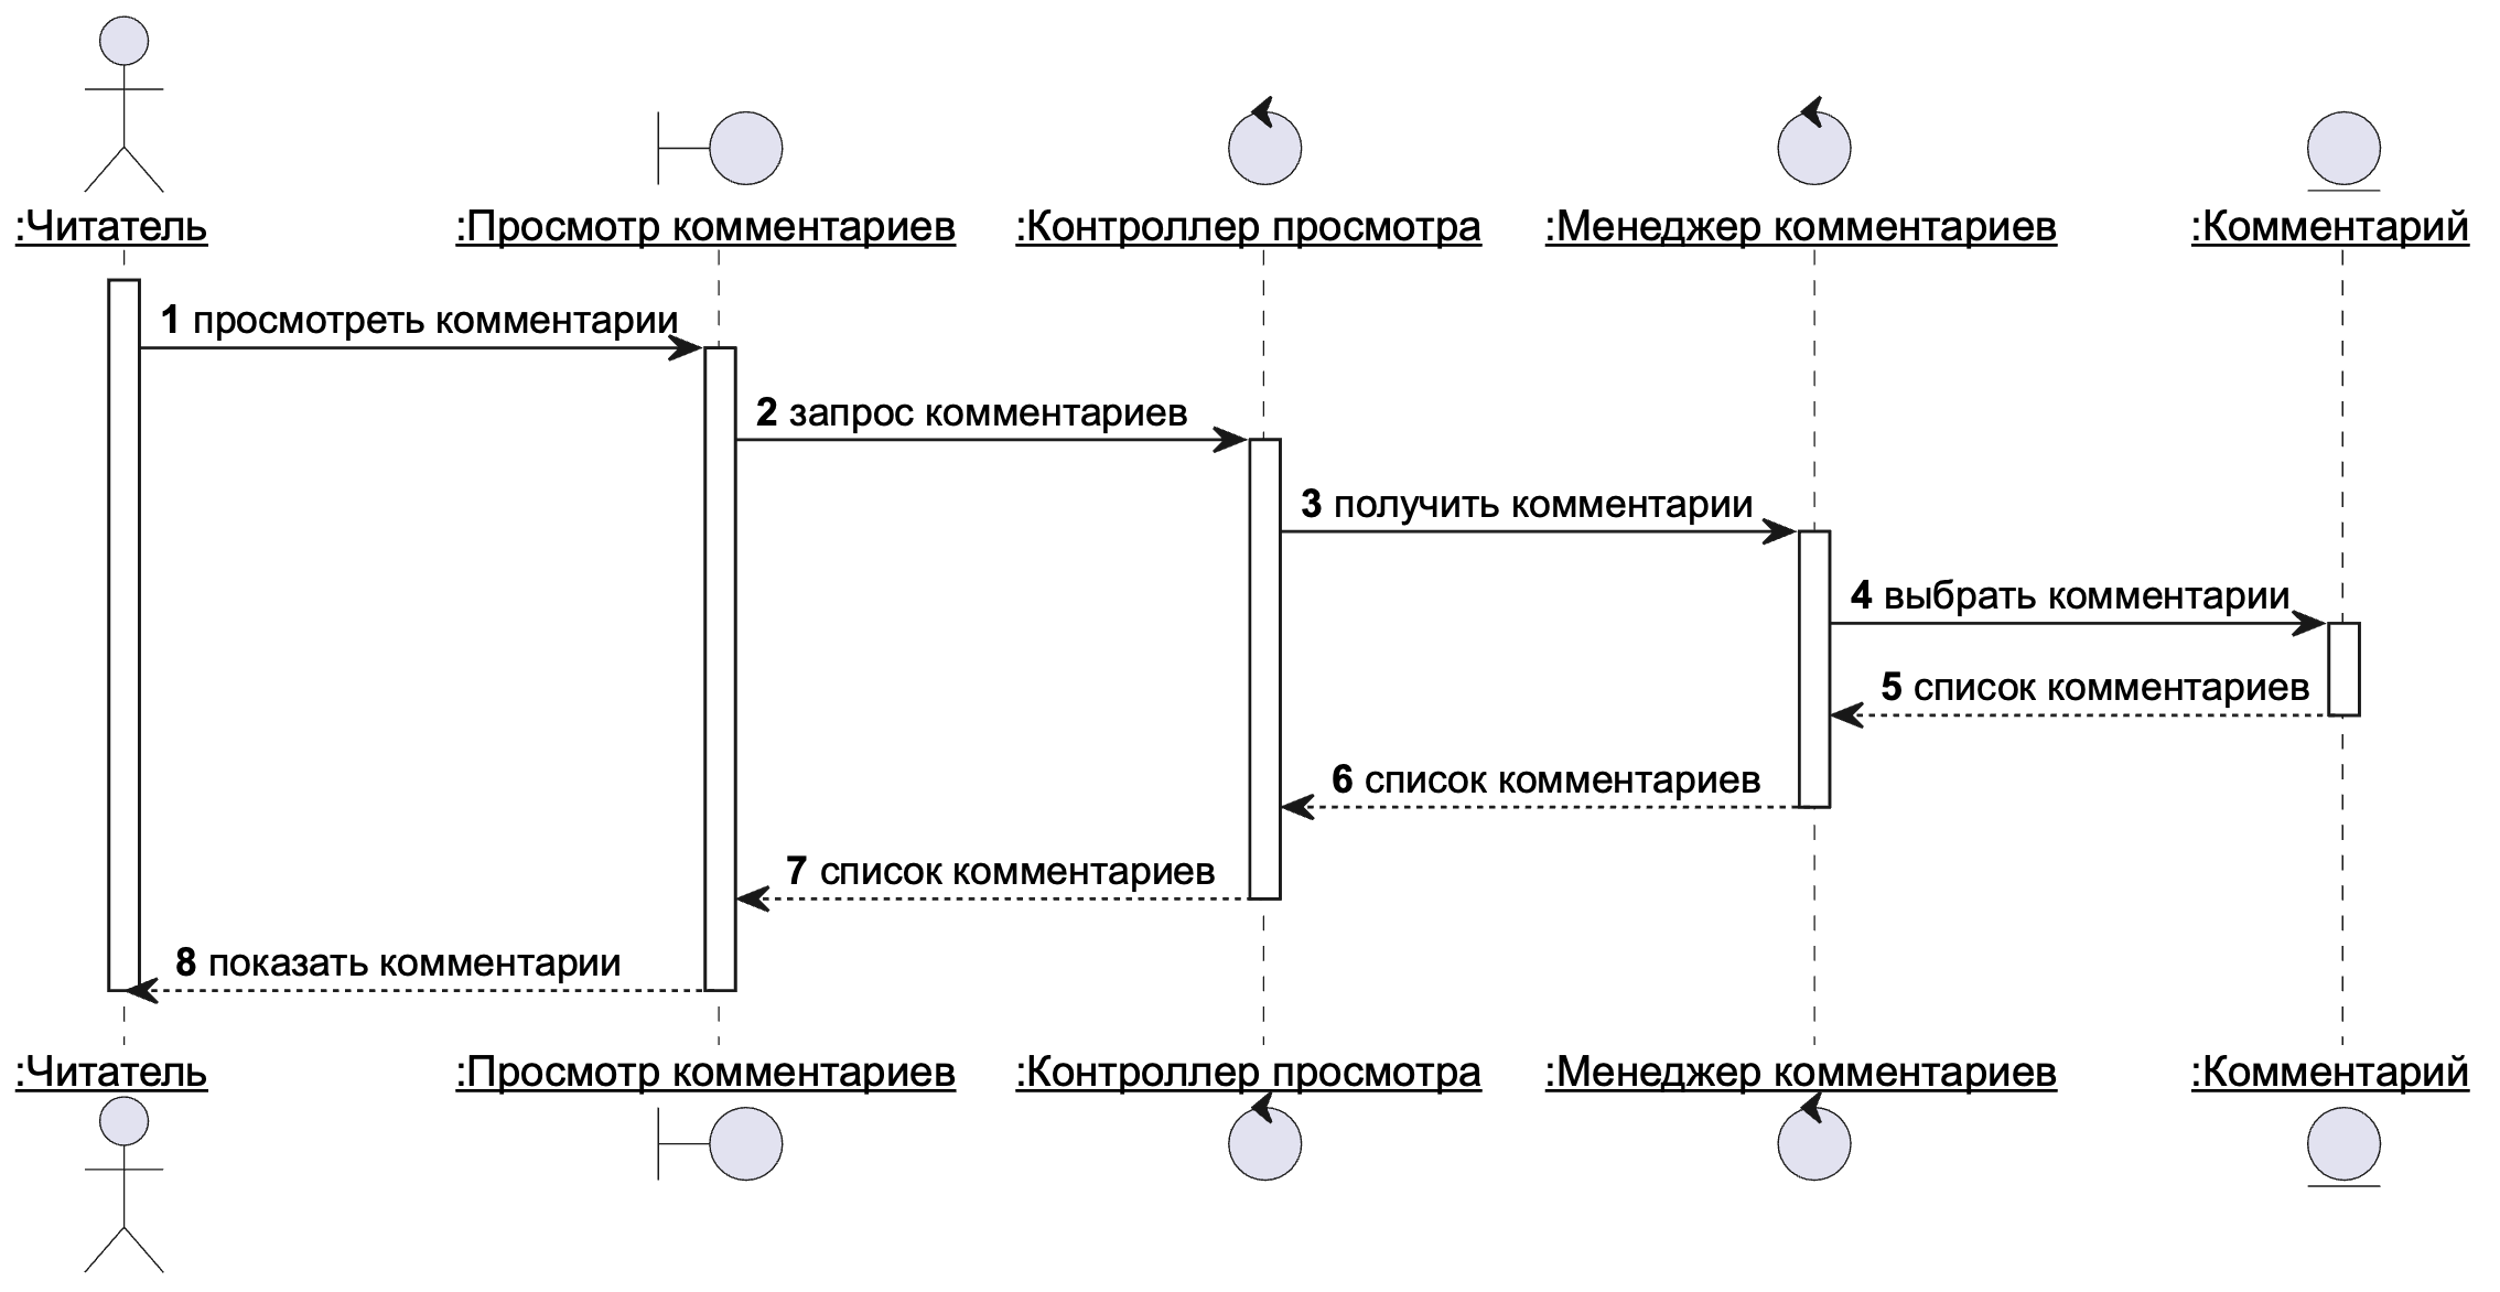 :Читатель :Просмотр комментариев :Контроллер просмотра :Менеджер комментариев :Комментарий
1 просмотреть комментарии
2 запрос комментариев
3 получить комментарии
4 выбрать комментарии
5 список комментариев
6 список комментариев
7 список комментариев
8 показать комментарии
:Читатель :Просмотр комментариев :Контроллер просмотра :Менеджер комментариев :Комментарий